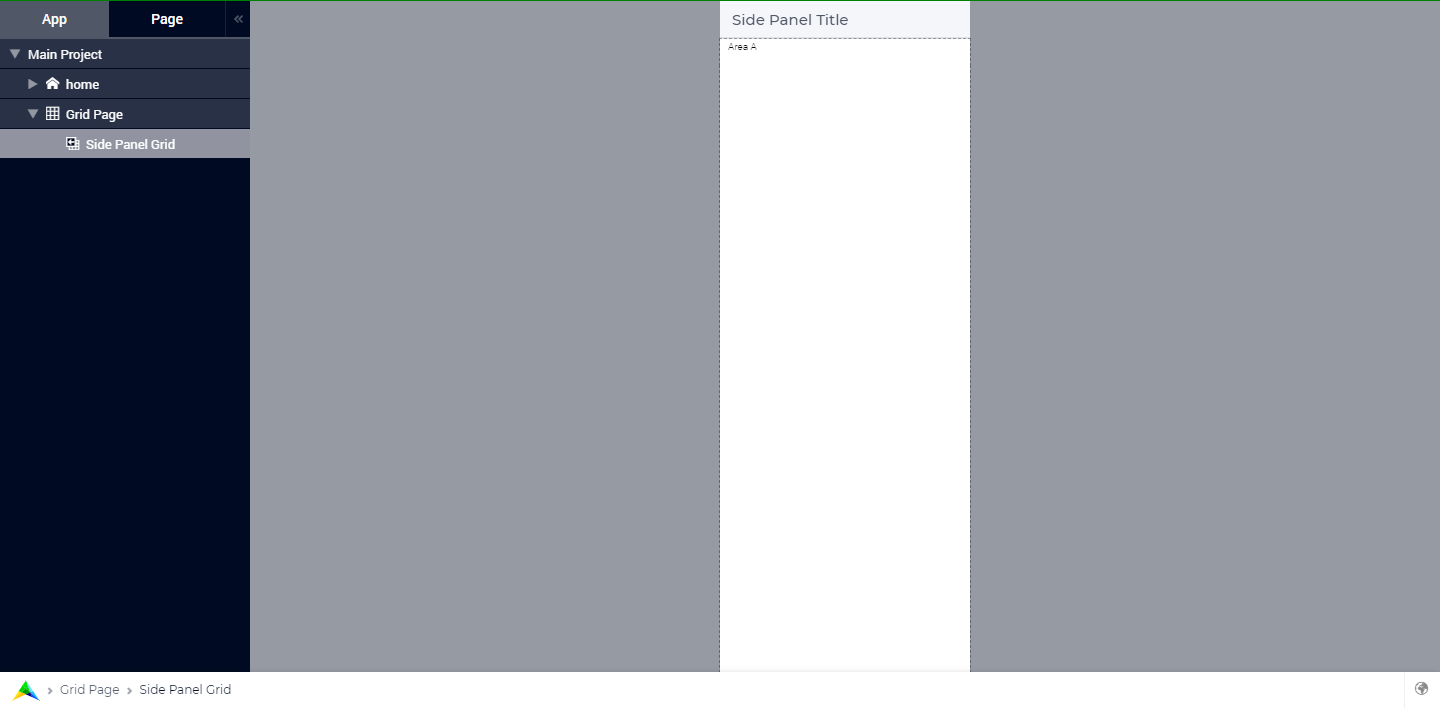 App
Page
Main Project
home
Grid Page
Side Panel Grid
Side Panel Title
Area A
Grid Page
Side Panel Grid